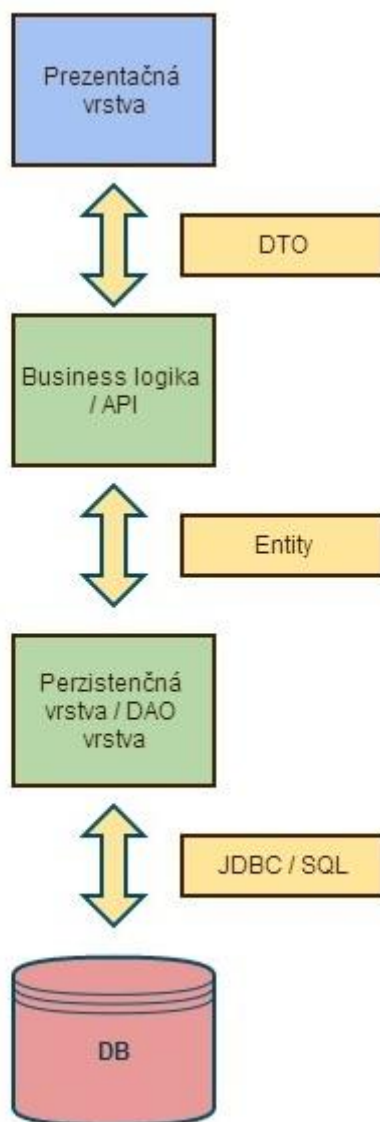 Prezentačná
vrstva
DTO
Business logika
/ API
Entity
Perzistenčná
vrstva / DAO
vrstva
JDBC / SQL
DB